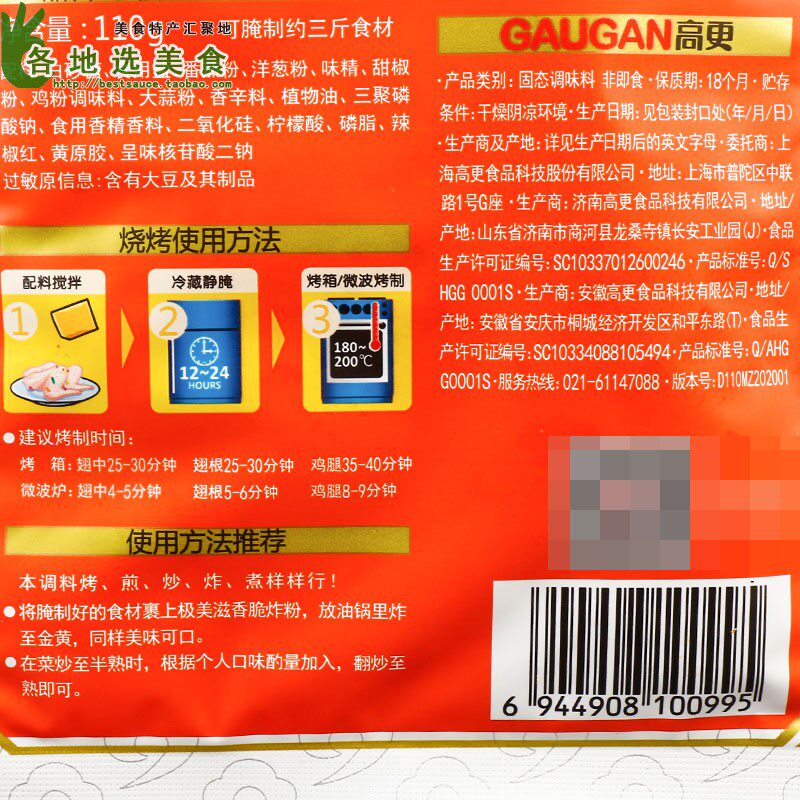 美食特产汇聚地
各地选美食
http://bestsauce.taobao.com
含量：110g 可腌制约三斤食材
番 粉、洋葱粉、味精、甜椒
粉、鸡粉调味料、大蒜粉、香辛料、植物油、三聚磷
酸钠、食用香精香料、二氧化硅、柠檬酸、磷脂、辣
椒红、黄原胶、呈味核苷酸二钠
过敏原信息：含有大豆及其制品
烧烤使用方法
配料搅拌
1
冷藏静腌
2
12~24
HOURS
烤箱/微波烤制
3
180~
200℃
●建议烤制时间：
烤 箱：翅中25-30分钟 翅根25-30分钟 鸡腿35-40分钟
微波炉：翅中4-5分钟 翅根5-6分钟 鸡腿8-9分钟
使用方法推荐
本调料烤、煎、炒、炸、煮样样行！
●将腌制好的食材裹上极美滋香脆炸粉，放油锅里炸
至金黄，同样美味可口。
●在菜炒至半熟时，根据个人口味酌量加入，翻炒至
熟即可。
GAUGAN高更
·产品类别：固态调味料 非即食·保质期：18个月·贮存
条件：干燥阴凉环境·生产日期：见包装封口处(年/月/日)
·生产商及产地：详见生产日期后的英文字母·委托商：上
海高更食品科技股份有限公司·地址：上海市普陀区中联
路1号G座·生产商：济南高更食品科技有限公司·地址/
产地：山东省济南市商河县龙桑寺镇长安工业园(J)·食品
生产许可证编号：SC10337012600246·产品标准号：Q/S
HGG 0001S·生产商：安徽高更食品科技有限公司·地址/
产地：安徽省安庆市桐城经济开发区和平东路(T)·食品生
产许可证编号：SC10334088105494·产品标准号：Q/AHG
G0001S·服务热线：021-61147088·版本号：D110MZ202001
6 944908 100995